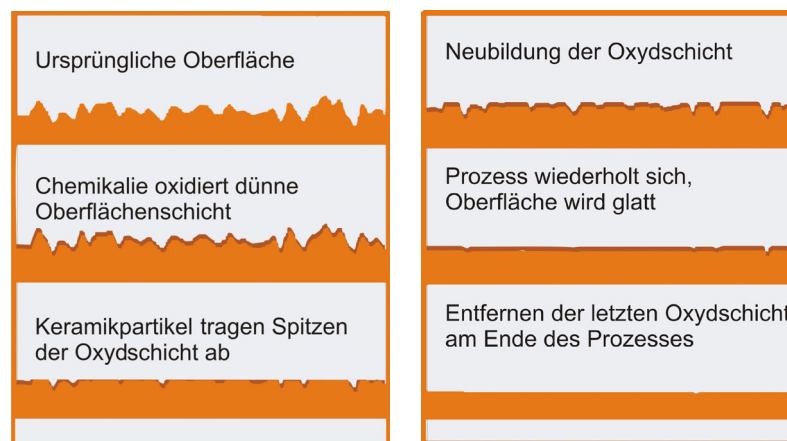 Ursprüngliche Oberfläche
Chemikalie oxidiert dünne
Oberflächenschicht
Keramikpartikel tragen Spitzen
der Oxydschicht ab
Neubildung der Oxydschicht
Prozess wiederholt sich,
Oberfläche wird glatt
Entfernen der letzten Oxydschicht
am Ende des Prozesses